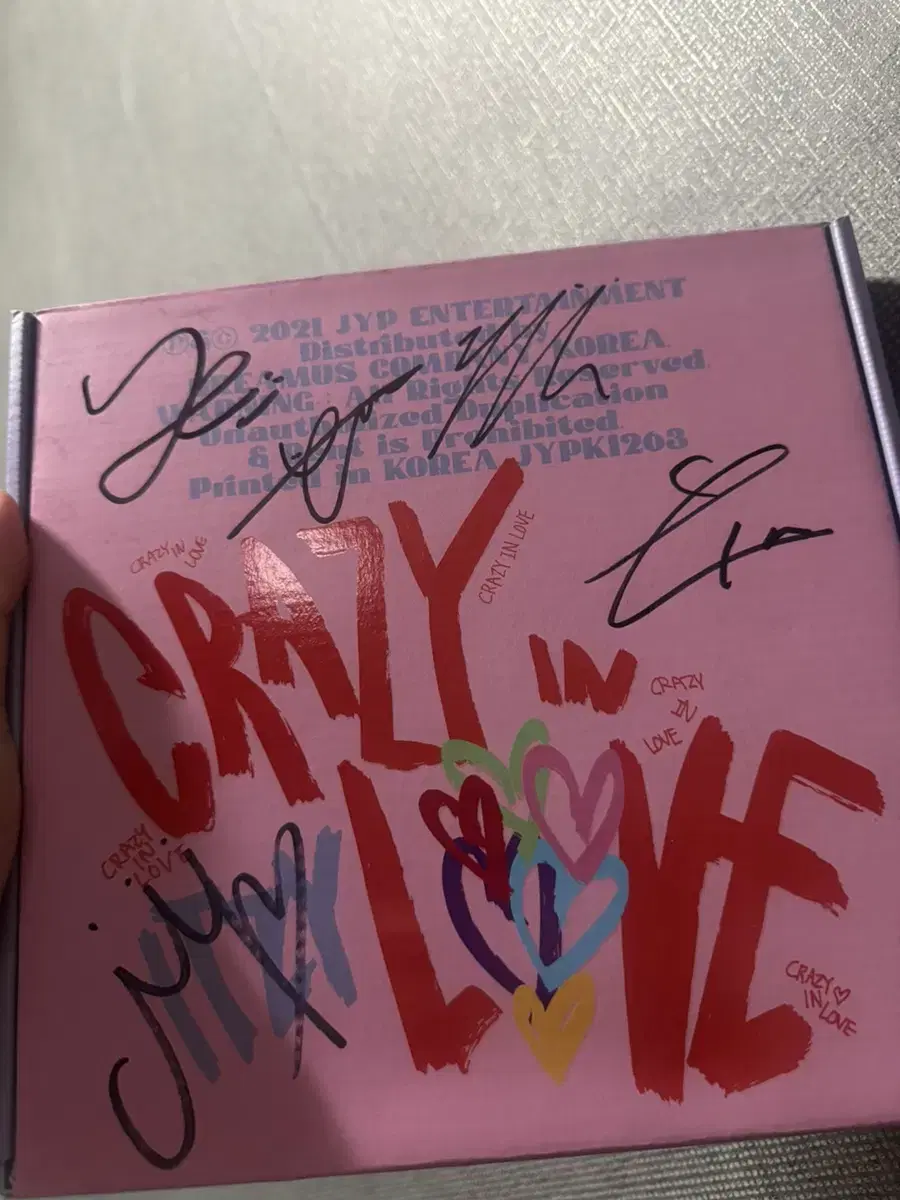 ℗&© 2021 JYP ENTERTAINMENT
Distributed by
DREAMUS COMPANY KOREA.
WARNING : All Rights Reserved.
Unauthorized Duplication
& Rent is Prohibited.
Printed in KOREA JYPK1263
CRAZY IN LOVE
CRAZY IN LOVE
CRAZY
IN
LOVE
CRAZY
IN
LOVE
CRAZY
IN
LOVE
ITZY
CRAZY
IN LOVE